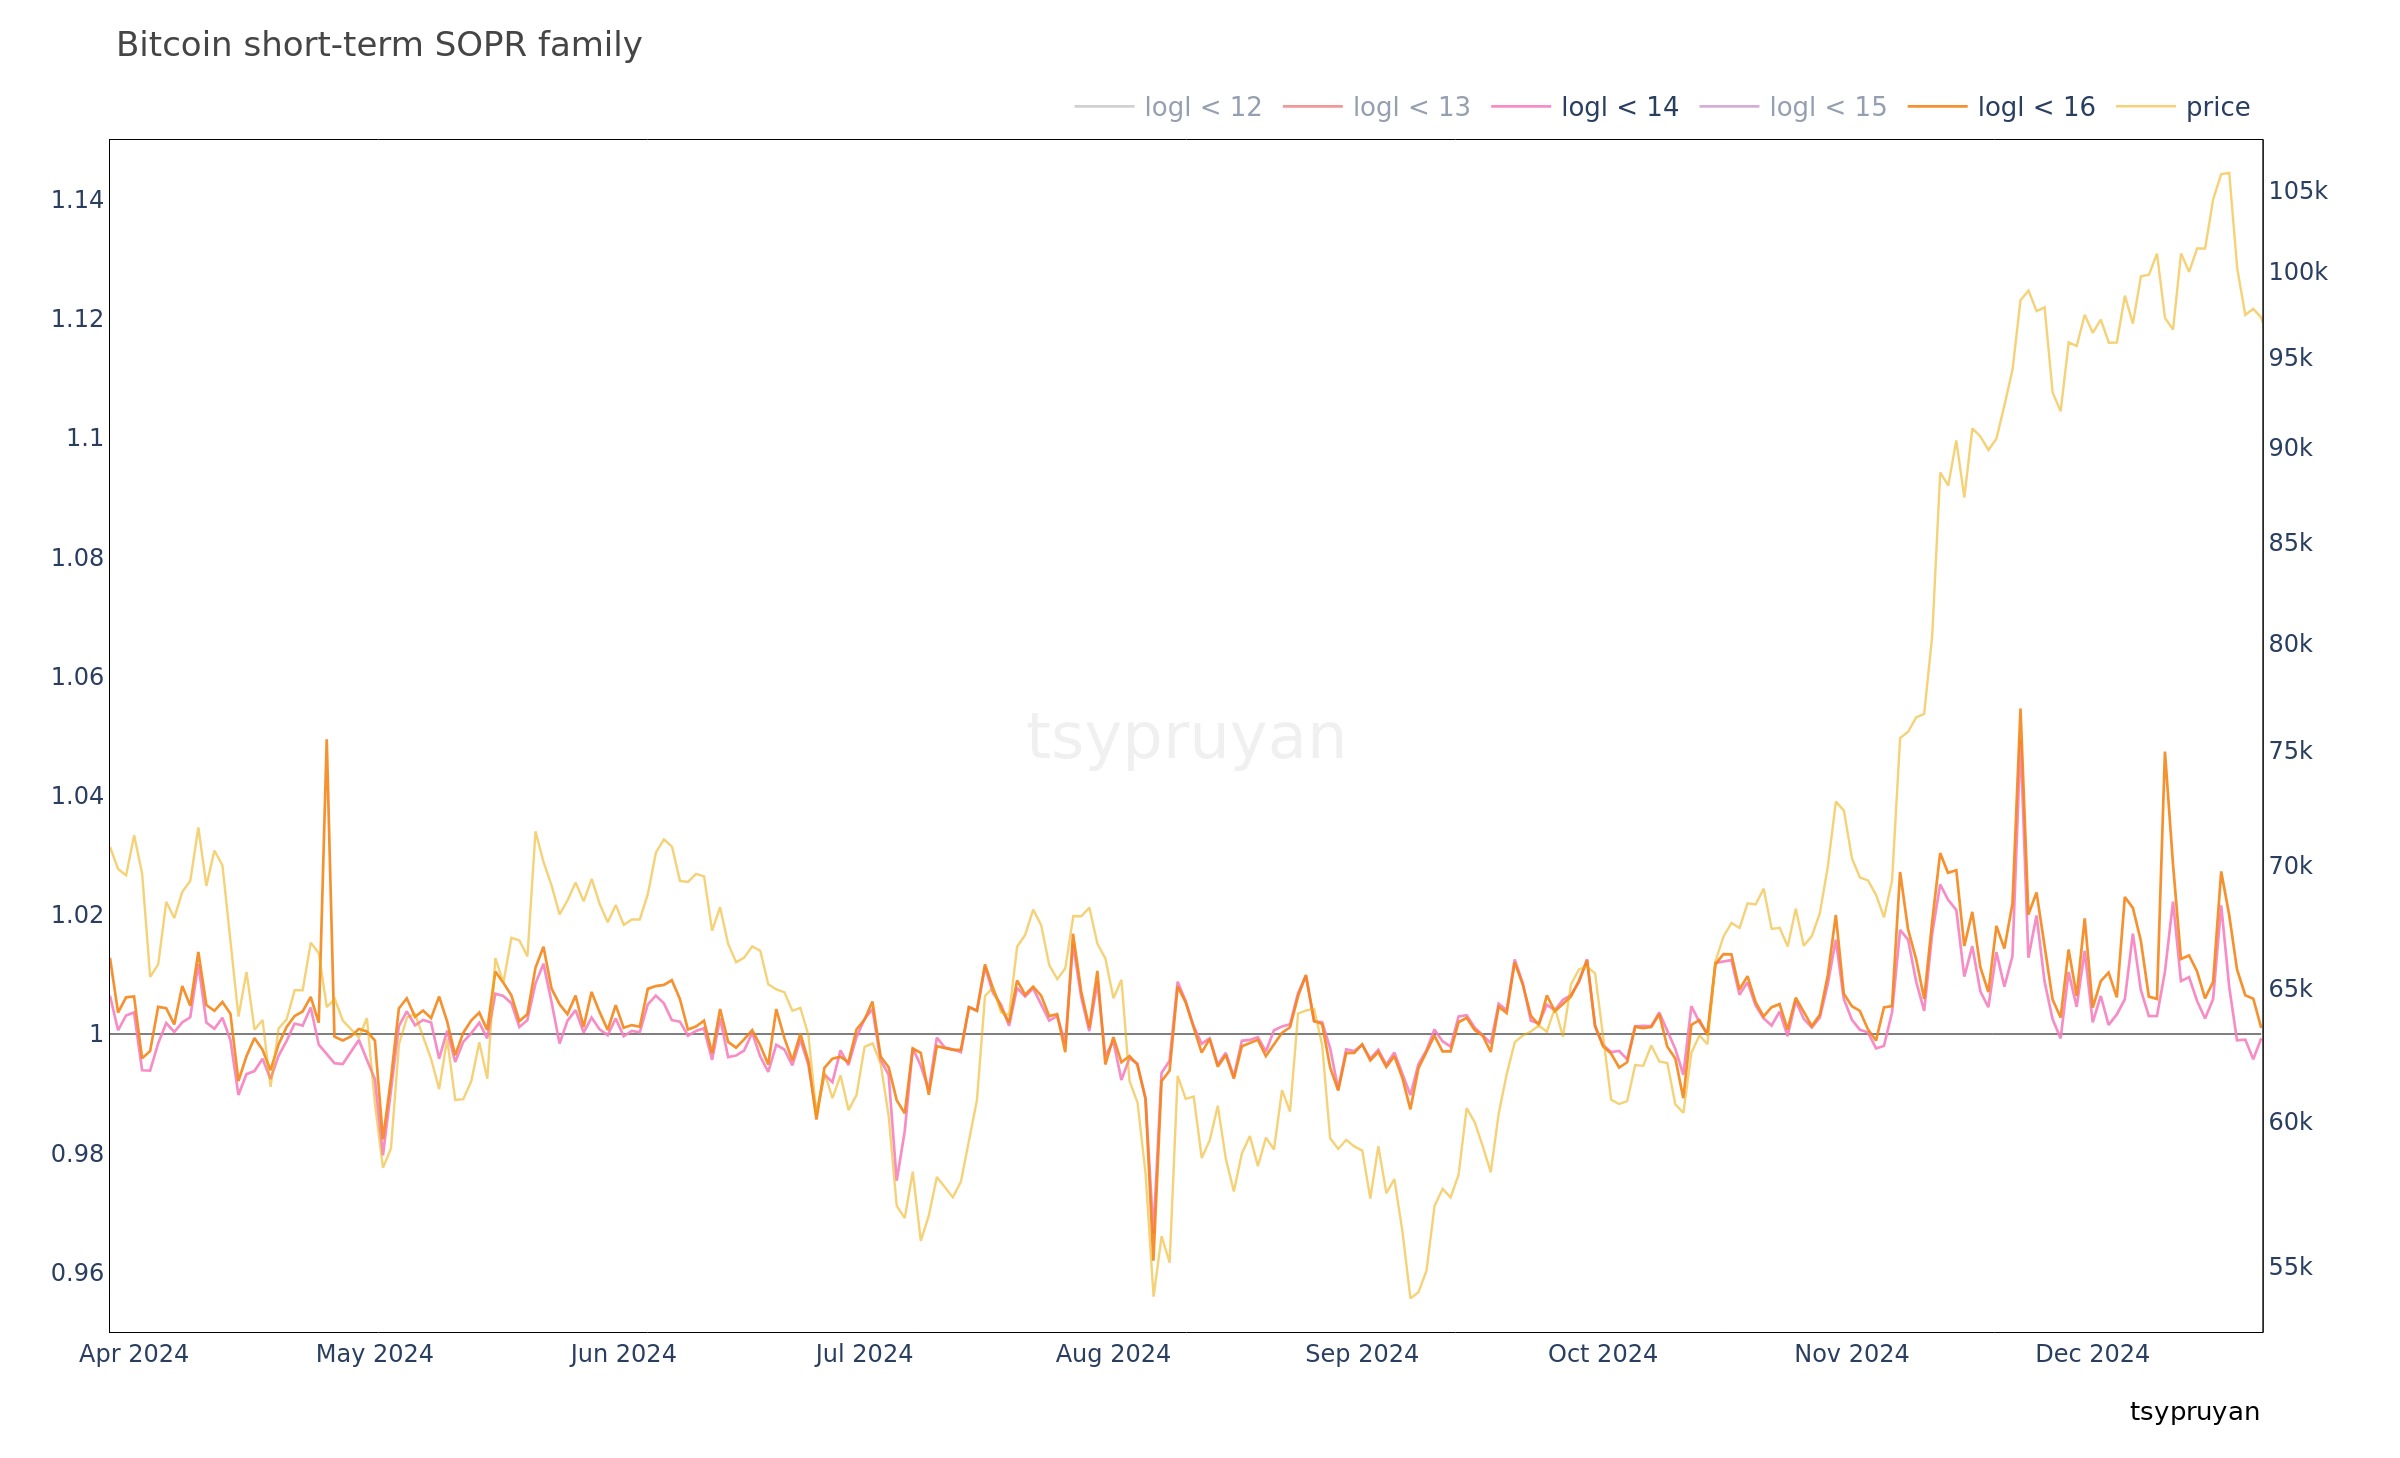 Bitcoin short-term SOPR family
logl < 12 logl < 13 logl < 14 logl < 15 logl < 16 price
1.14
1.12
1.1
1.08
1.06
1.04
1.02
1
0.98
0.96
105k
100k
95k
90k
85k
80k
75k
70k
65k
60k
55k
tsypruyan
Apr 2024 May 2024 Jun 2024 Jul 2024 Aug 2024 Sep 2024 Oct 2024 Nov 2024 Dec 2024
tsypruyan